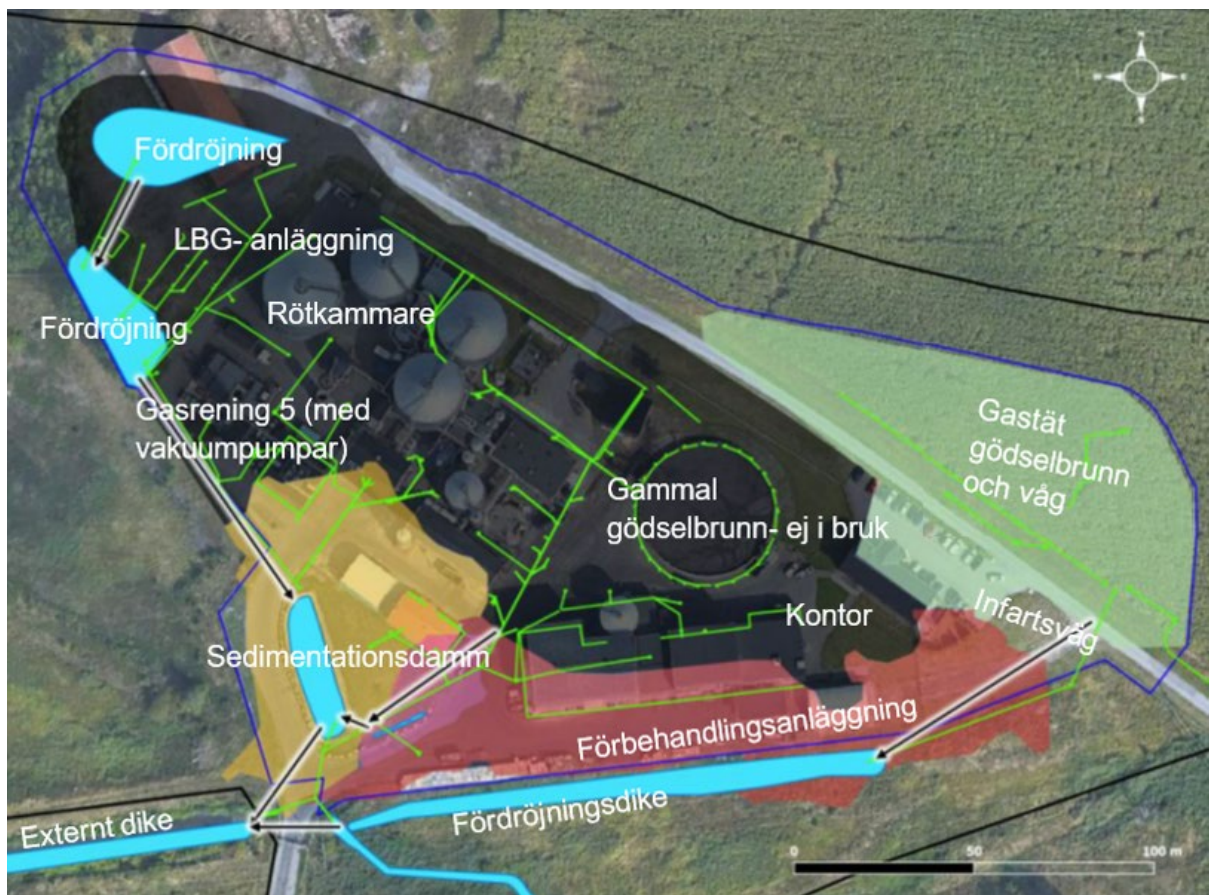 Fördröjning
LBG- anläggning
Rötkammare
Fördröjning
Gasrening 5 (med
vakuumpumpar)
Gastät
gödselbrunn
och våg
Gammal
gödselbrunn- ej i bruk
Kontor
Infartsväg
Sedimentationsdamm
Förbehandlingsanläggning
Fördröjningsdike
Externt dike
0 50 100 m